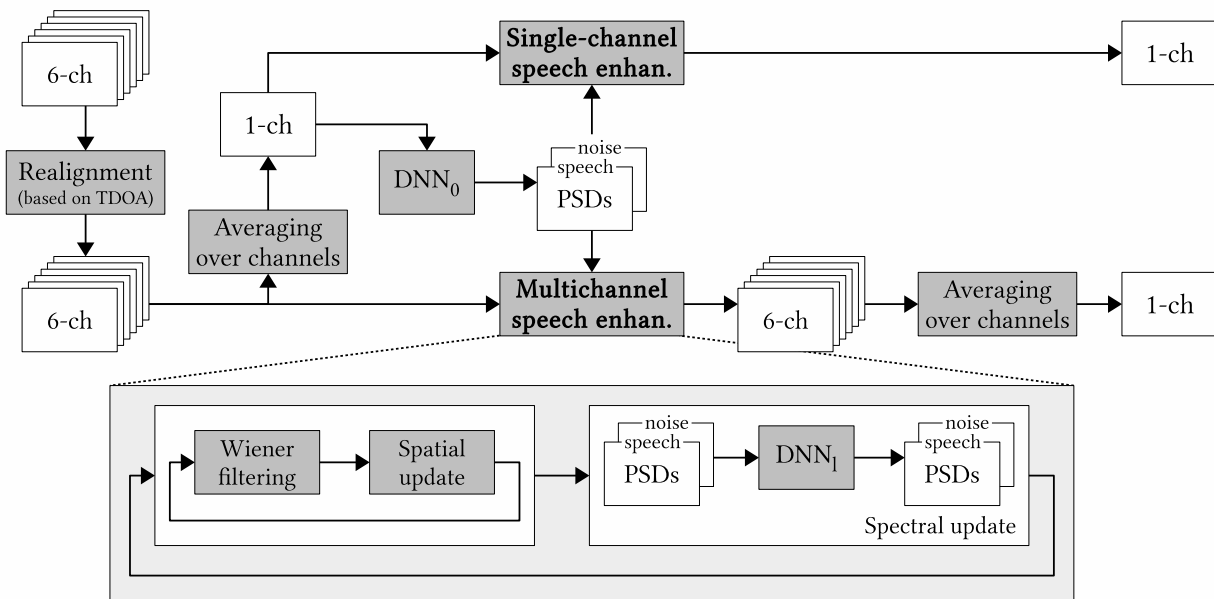 6-ch
Realignment
(based on TDOA)
6-ch
Averaging
over channels
1-ch
DNN0
noise
speech
PSDs
Single-channel
speech enhan.
1-ch
Multichannel
speech enhan.
6-ch
Averaging
over channels
1-ch
Wiener
filtering
Spatial
update
noise
speech
PSDs
DNNl
noise
speech
PSDs
Spectral update